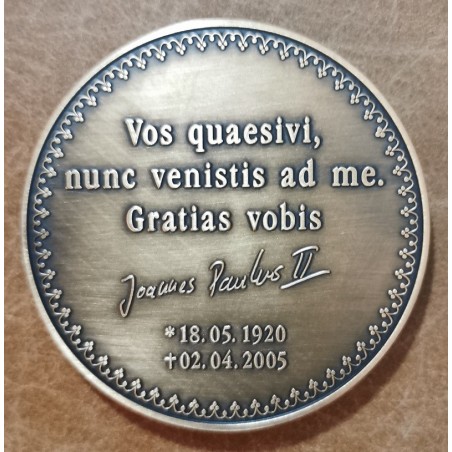 Vos quaesivi,
nunc venistis ad me.
Gratias vobis
Joannes Paulus II
*18.05.1920
†02.04.2005